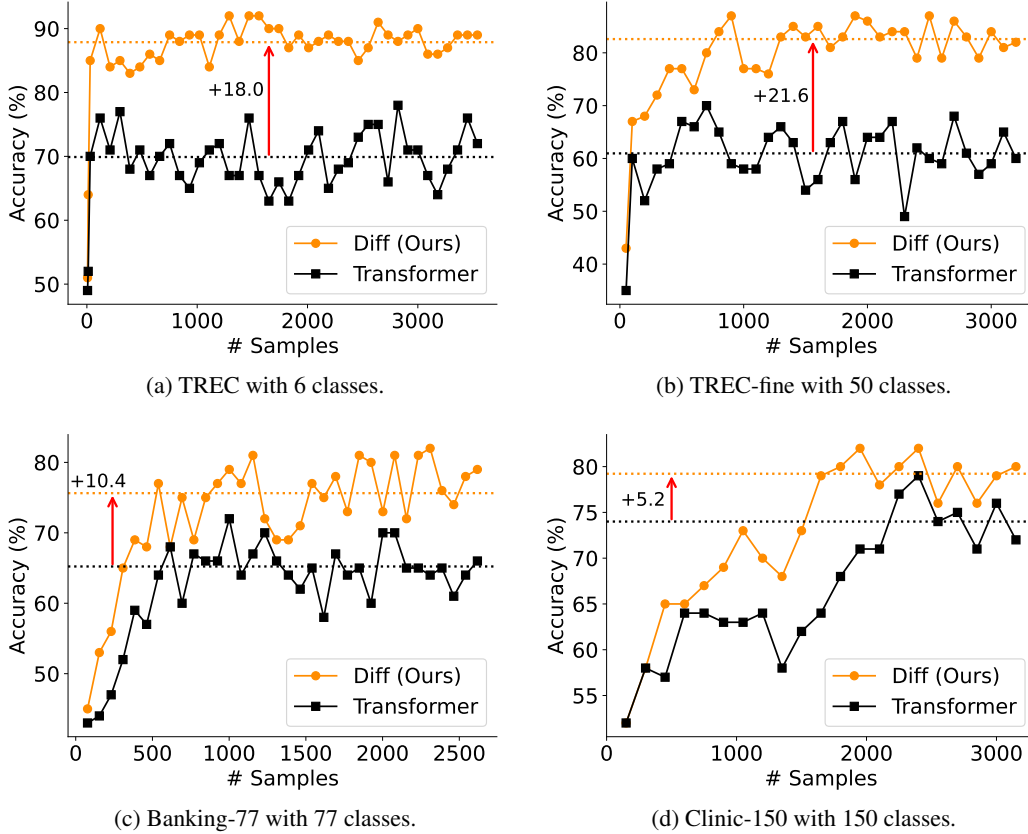 Accuracy (%)
90
80
70
60
50
+18.0
Diff (Ours)
Transformer
0 1000 2000 3000
# Samples
(a) TREC with 6 classes.
Accuracy (%)
80
70
60
50
40
+21.6
Diff (Ours)
Transformer
0 1000 2000 3000
# Samples
(b) TREC-fine with 50 classes.
Accuracy (%)
80
70
60
50
+10.4
Diff (Ours)
Transformer
0 500 1000 1500 2000 2500
# Samples
(c) Banking-77 with 77 classes.
Accuracy (%)
80
75
70
65
60
55
+5.2
Diff (Ours)
Transformer
0 1000 2000 3000
# Samples
(d) Clinic-150 with 150 classes.